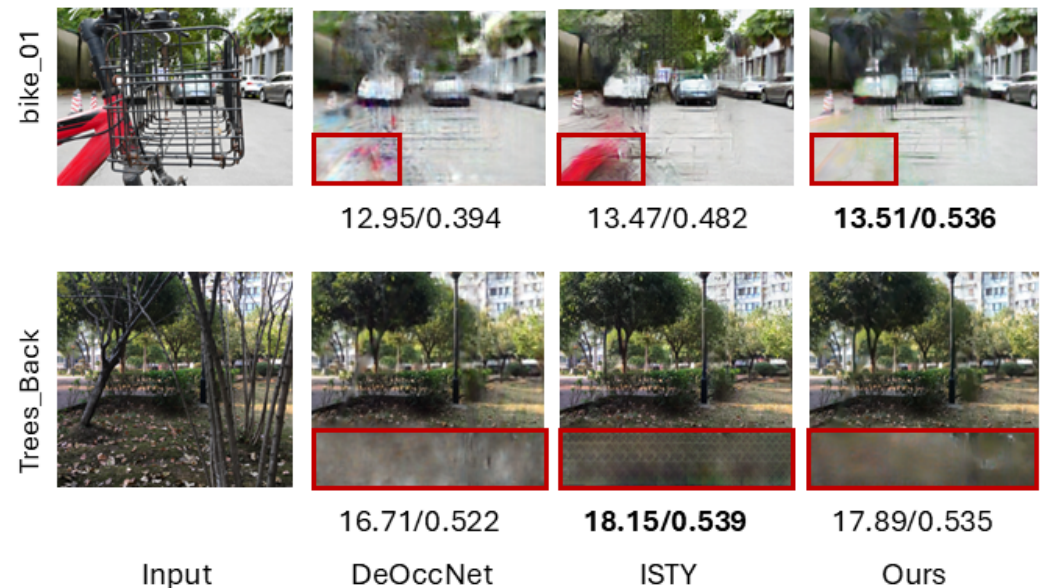 bike_01
12.95/0.394
13.47/0.482
13.51/0.536
Trees_Back
16.71/0.522
18.15/0.539
17.89/0.535
Input
DeOccNet
ISTY
Ours